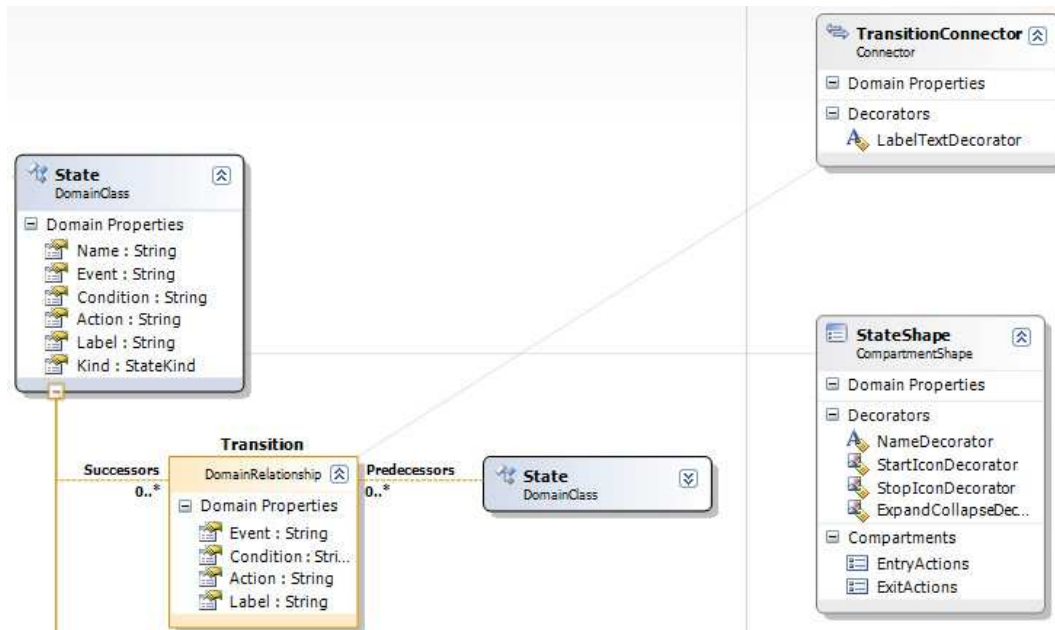 TransitionConnector
Connector
Domain Properties
Decorators
LabelTextDecorator
State
DomainClass
Domain Properties
Name : String
Event : String
Condition : String
Action : String
Label : String
Kind : StateKind
StateShape
CompartmentShape
Domain Properties
Decorators
NameDecorator
StartIconDecorator
StopIconDecorator
ExpandCollapseDec...
Compartments
EntryActions
ExitActions
Transition
Successors
0..*
DomainRelationship
Predecessors
0..*
Domain Properties
Event : String
Condition : Stri...
Action : String
Label : String
State
DomainClass